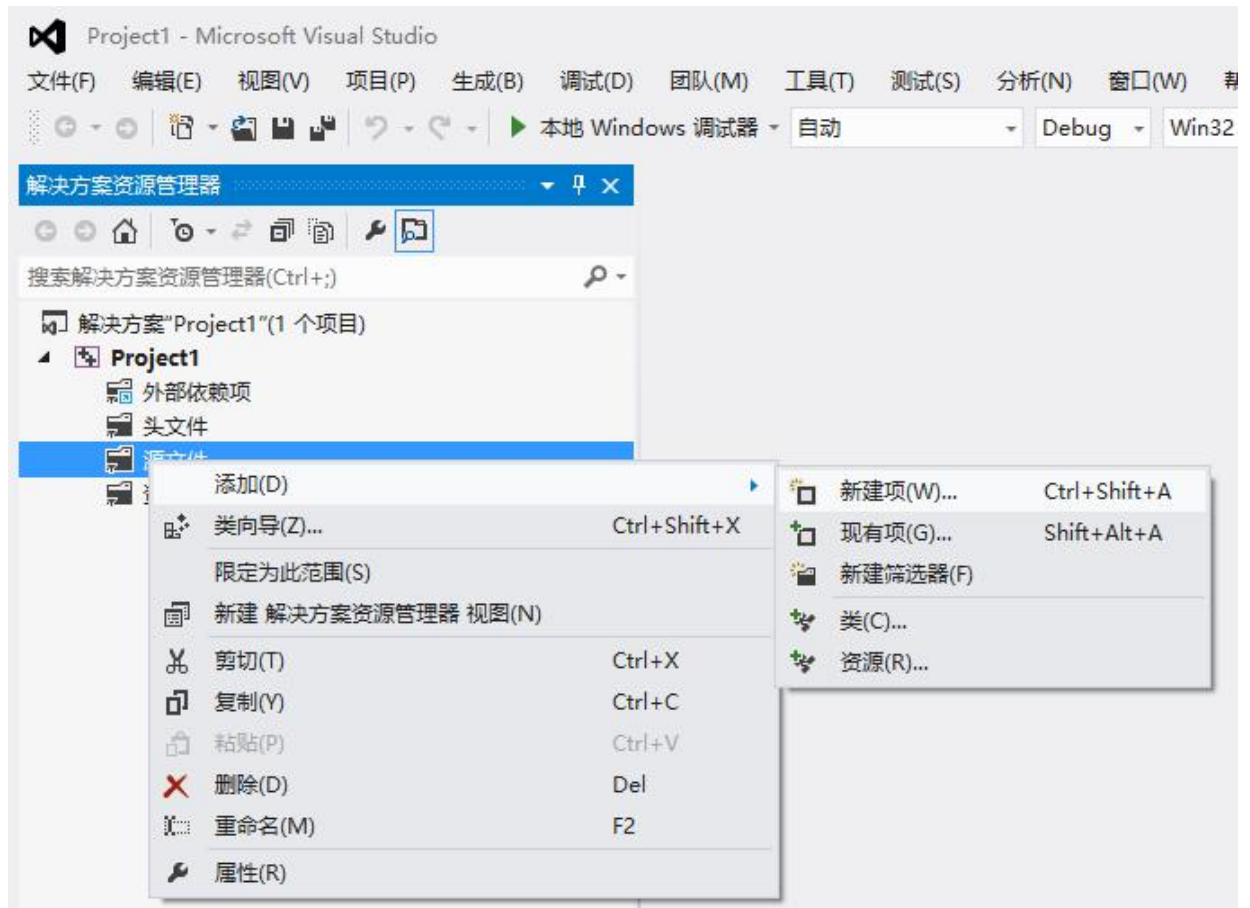 Project1 - Microsoft Visual Studio
文件(F) 编辑(E) 视图(V) 项目(P) 生成(B) 调试(D) 团队(M) 工具(T) 测试(S) 分析(N) 窗口(W)
本地 Windows 调试器 自动 Debug Win32
解决方案资源管理器
搜索解决方案资源管理器(Ctrl+;)
解决方案"Project1"(1 个项目)
Project1
外部依赖项
头文件
源文件
添加(D)
类向导(Z)... Ctrl+Shift+X
限定为此范围(S)
新建 解决方案资源管理器 视图(N)
剪切(T) Ctrl+X
复制(Y) Ctrl+C
粘贴(P) Ctrl+V
删除(D) Del
重命名(M) F2
属性(R)
新建项(W)... Ctrl+Shift+A
现有项(G)... Shift+Alt+A
新建筛选器(F)
类(C)...
资源(R)...